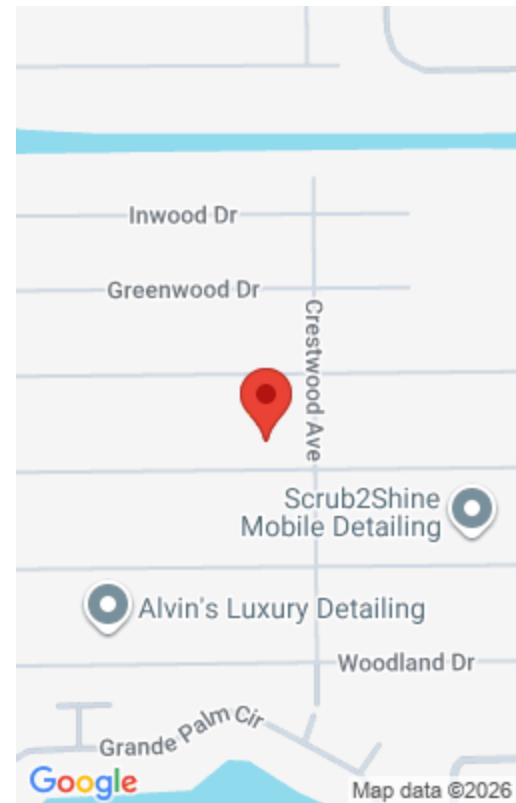 Inwood Dr
Greenwood Dr
Crestwood Ave
Scrub2Shine
Mobile Detailing
Alvin's Luxury Detailing
Woodland Dr
Grande Palm Cir
Google
Map data ©2026